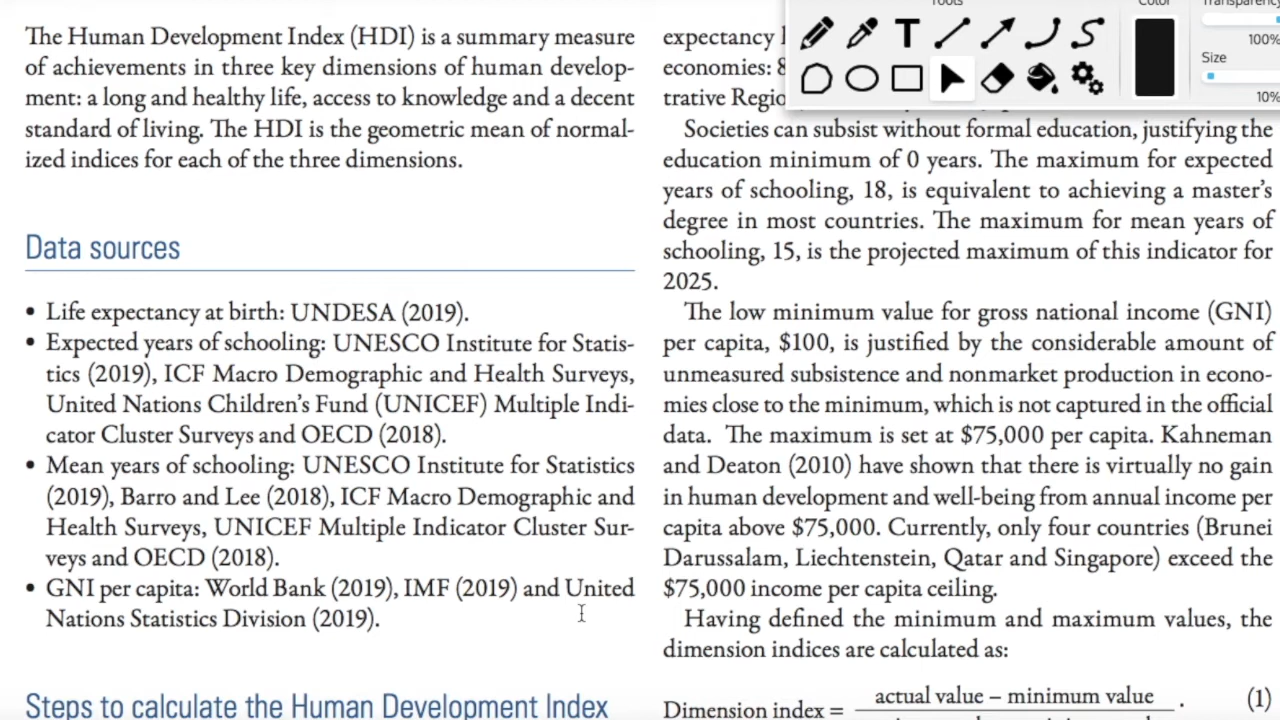 The Human Development Index (HDI) is a summary measure
of achievements in three key dimensions of human develop-
ment: a long and healthy life, access to knowledge and a decent
standard of living. The HDI is the geometric mean of normal-
ized indices for each of the three dimensions.
Data sources
• Life expectancy at birth: UNDESA (2019).
• Expected years of schooling: UNESCO Institute for Statis-
tics (2019), ICF Macro Demographic and Health Surveys,
United Nations Children’s Fund (UNICEF) Multiple Indi-
cator Cluster Surveys and OECD (2018).
• Mean years of schooling: UNESCO Institute for Statistics
(2019), Barro and Lee (2018), ICF Macro Demographic and
Health Surveys, UNICEF Multiple Indicator Cluster Sur-
veys and OECD (2018).
• GNI per capita: World Bank (2019), IMF (2019) and United
Nations Statistics Division (2019).
Steps to calculate the Human Development Index
expectancy
economies:
trative
Societies can subsist without formal education, justifying the
education minimum of 0 years. The maximum for expected
years of schooling, 18, is equivalent to achieving a master’s
degree in most countries. The maximum for mean years of
schooling, 15, is the projected maximum of this indicator for
2025.
The low minimum value for gross national income (GNI)
per capita, $100, is justified by the considerable amount of
unmeasured subsistence and nonmarket production in econo-
mies close to the minimum, which is not captured in the official
data. The maximum is set at $75,000 per capita. Kahneman
and Deaton (2010) have shown that there is virtually no gain
in human development and well-being from annual income per
capita above $75,000. Currently, only four countries (Brunei
Darussalam, Liechtenstein, Qatar and Singapore) exceed the
$75,000 income per capita ceiling.
Having defined the minimum and maximum values, the
dimension indices are calculated as:
actual value – minimum value
Dimension index = . (1)
Tools
Color
Transparency
100%
Size
10%
T